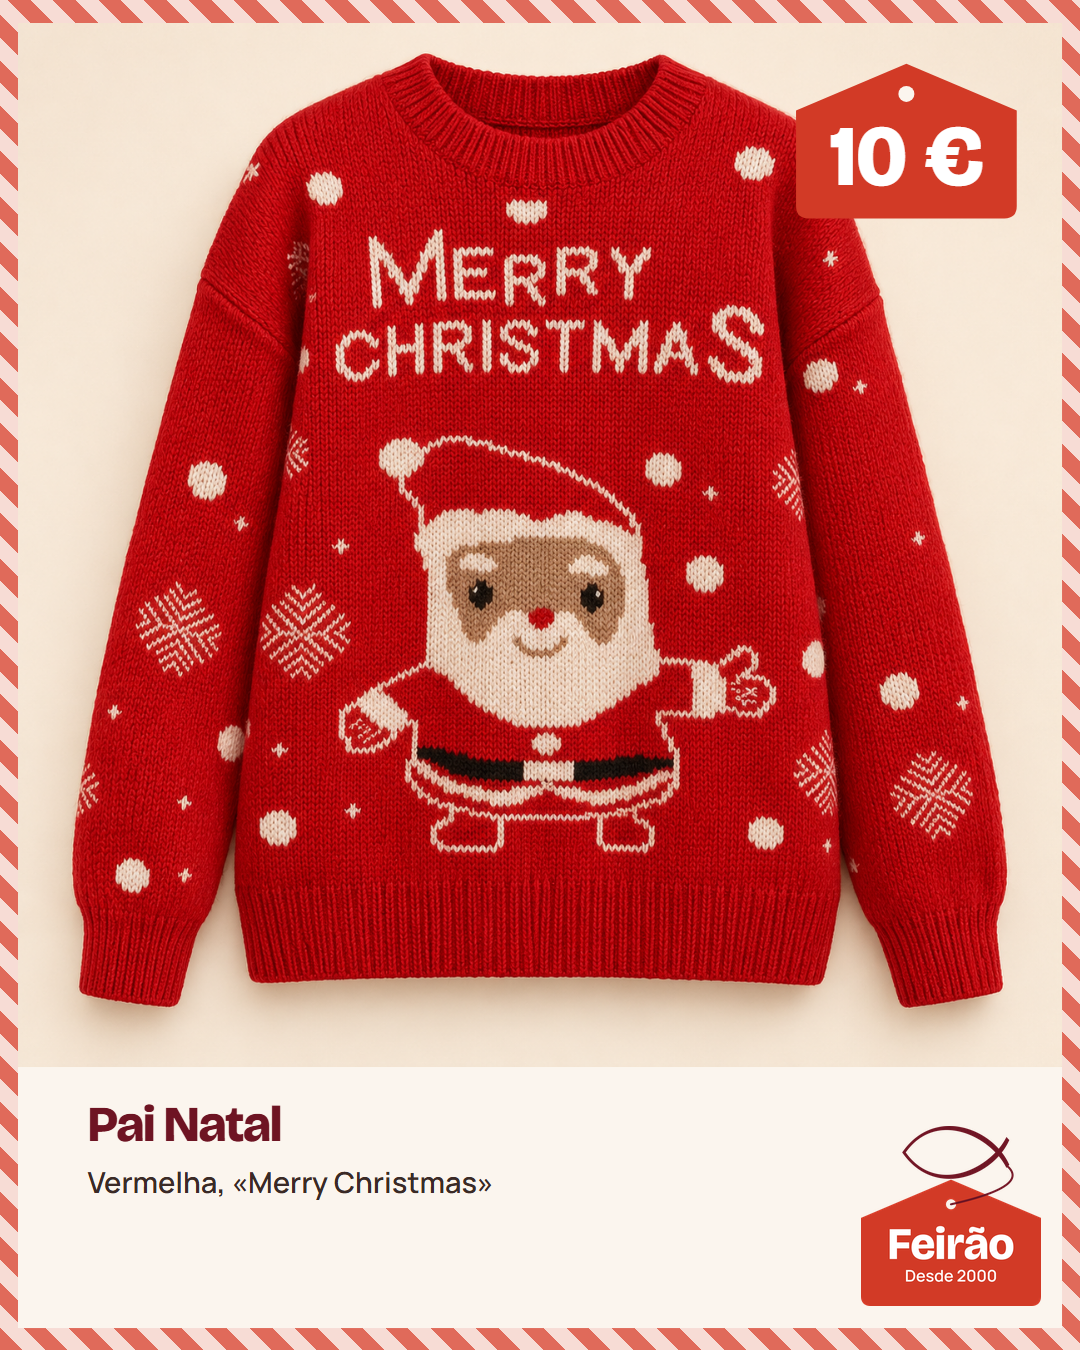 10 €
MERRY
CHRISTMAS
Pai Natal
Vermelha, «Merry Christmas»
Feirão
Desde 2000